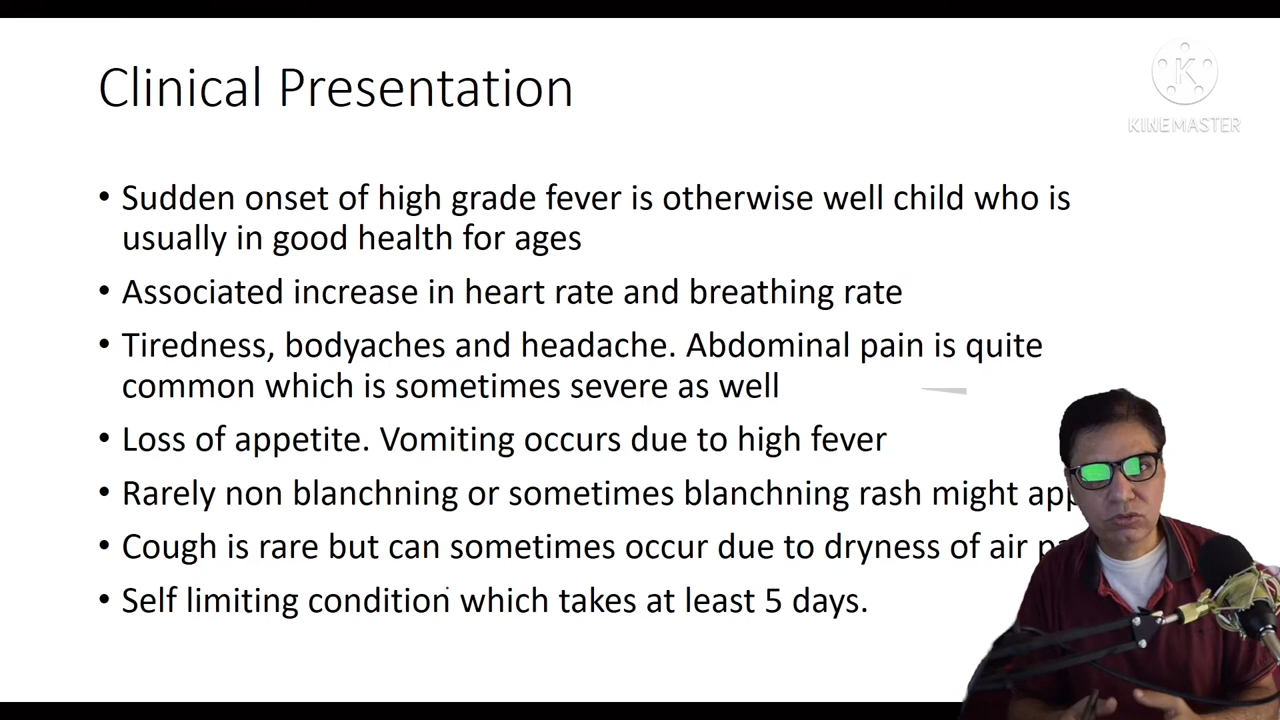 Clinical Presentation
K
KINEMASTER
• Sudden onset of high grade fever is otherwise well child who is
usually in good health for ages
• Associated increase in heart rate and breathing rate
• Tiredness, bodyaches and headache. Abdominal pain is quite
common which is sometimes severe as well
• Loss of appetite. Vomiting occurs due to high fever
• Rarely non blanchning or sometimes blanchning rash might
• Cough is rare but can sometimes occur due to dryness of air
• Self limiting condition which takes at least 5 days.